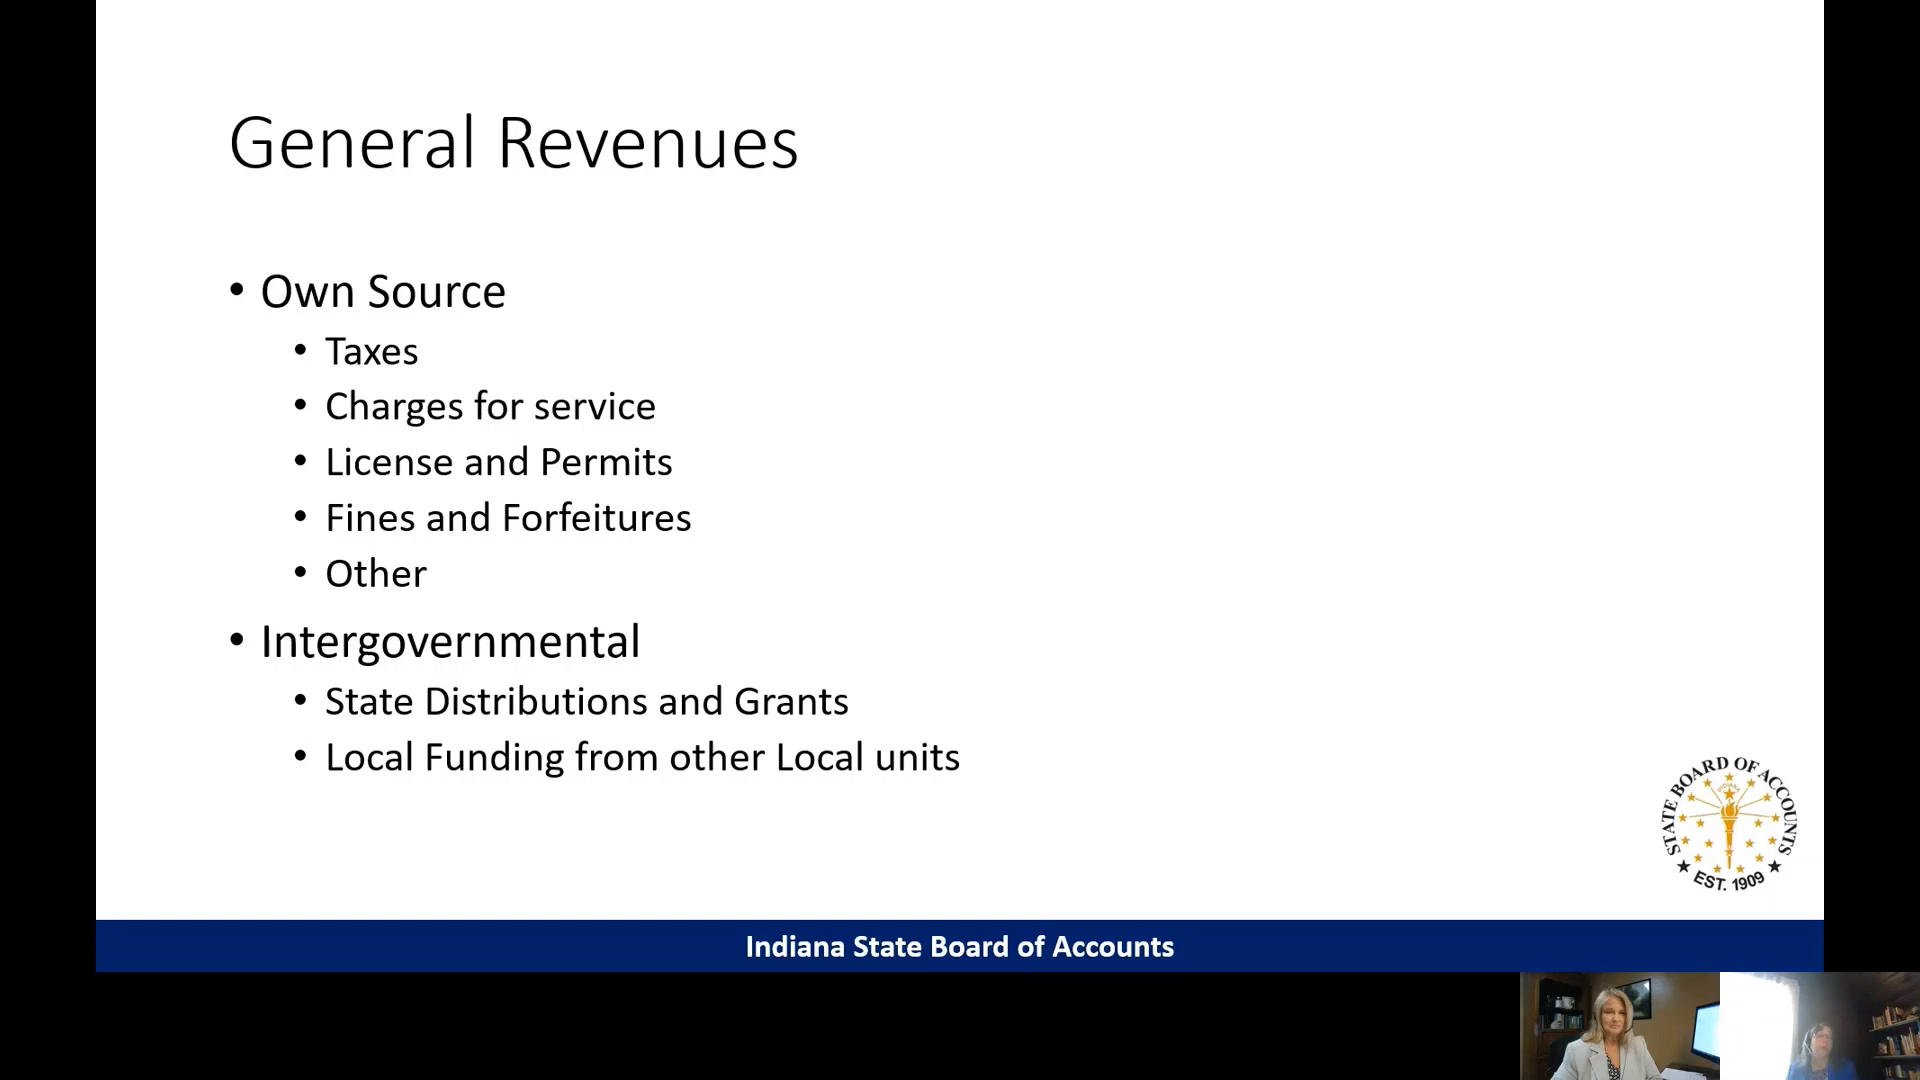 General Revenues
• Own Source
• Taxes
• Charges for service
• License and Permits
• Fines and Forfeitures
• Other
• Intergovernmental
• State Distributions and Grants
• Local Funding from other Local units
STATE BOARD OF ACCOUNTS
INDIANA
EST. 1909
Indiana State Board of Accounts